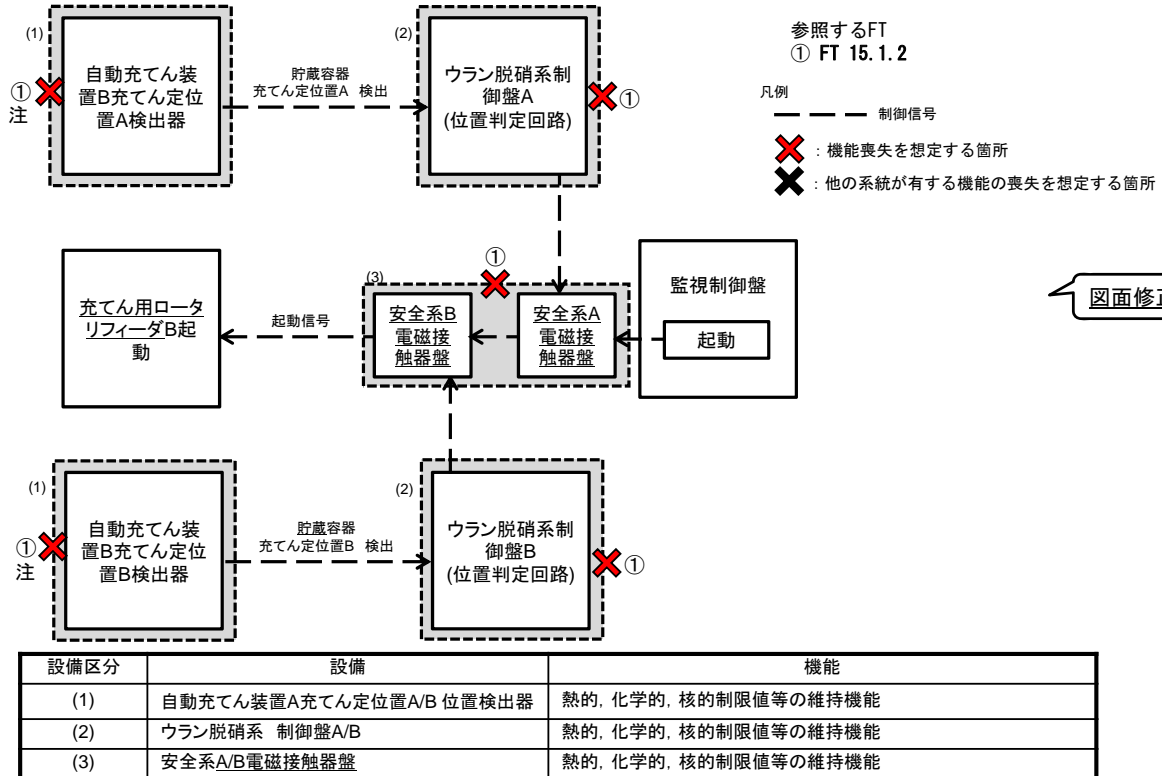 (1)
自動充てん装
置B充てん定位
置A検出器
①
注
貯蔵容器
充てん定位置A 検出
(2)
ウラン脱硝系制
御盤A
(位置判定回路)
①
参照するFT
① FT 15.1.2
凡例
制御信号
：機能喪失を想定する箇所
：他の系統が有する機能の喪失を想定する箇所
充てん用ロータ
リフィーダB起
動
起動信号
(3)
①
安全系B
電磁接
触器盤
安全系A
電磁接
触器盤
監視制御盤
起動
図面修正
(1)
自動充てん装
置B充てん定位
置B検出器
①
注
貯蔵容器
充てん定位置B 検出
(2)
ウラン脱硝系制
御盤B
(位置判定回路)
①
設備区分 設備 機能
(1) 自動充てん装置A充てん定位置A/B 位置検出器 熱的, 化学的, 核的制限値等の維持機能
(2) ウラン脱硝系 制御盤A/B 熱的, 化学的, 核的制限値等の維持機能
(3) 安全系A/B電磁接触器盤 熱的, 化学的, 核的制限値等の維持機能